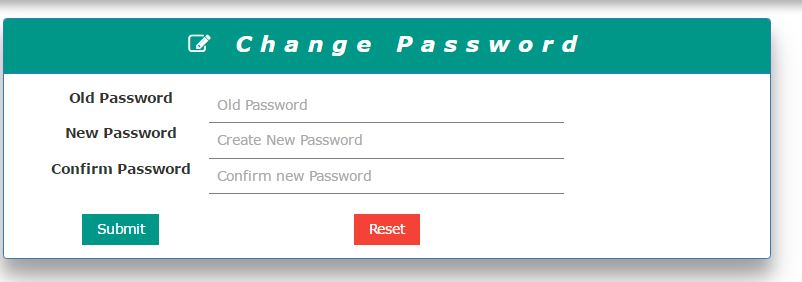 Change Password
Old Password Old Password
New Password Create New Password
Confirm Password Confirm new Password
Submit Reset